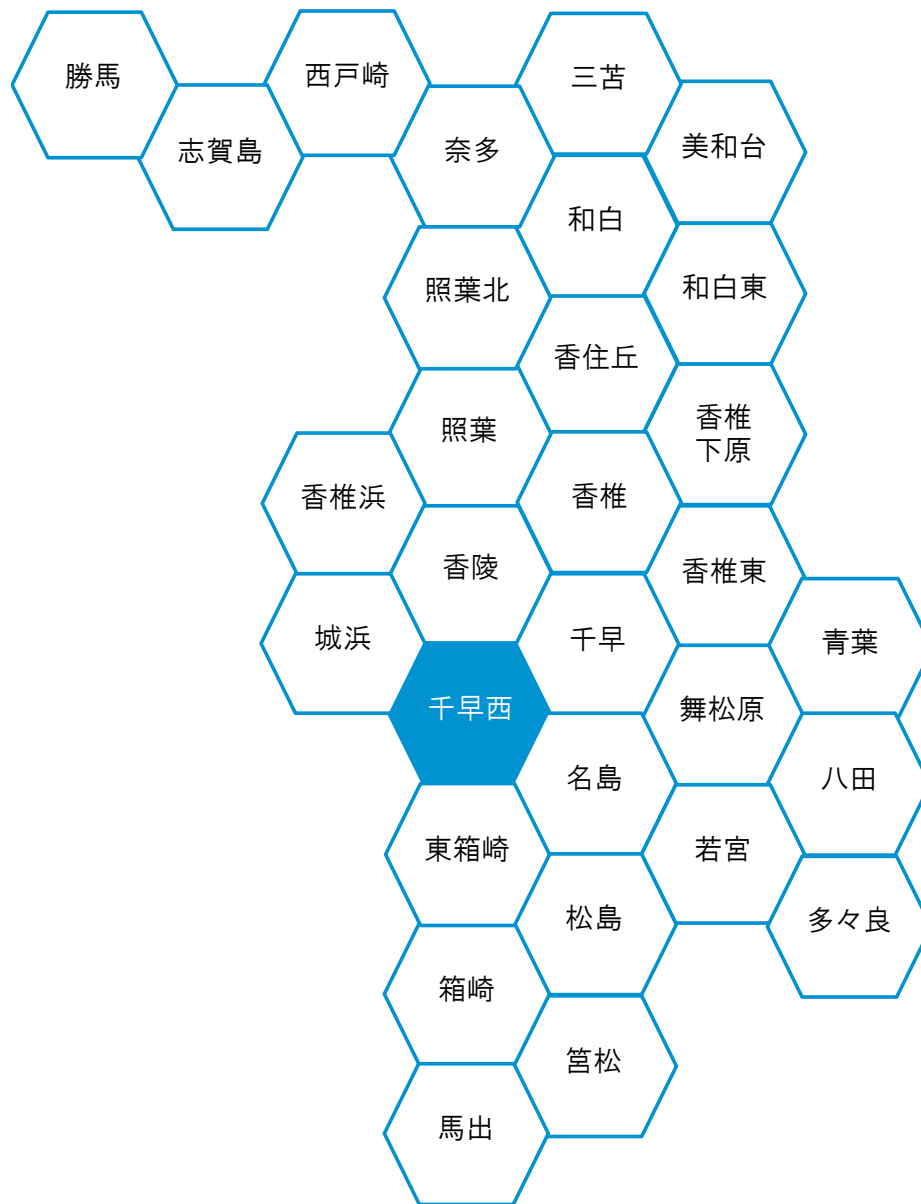 勝馬
西戸崎
三苫
志賀島
奈多
美和台
和白
照葉北
和白東
香住丘
照葉
香椎
下原
香椎浜
香椎
香陵
香椎東
城浜
千早
青葉
千早西
舞松原
名島
八田
東箱崎
若宮
松島
多々良
箱崎
筥松
馬出